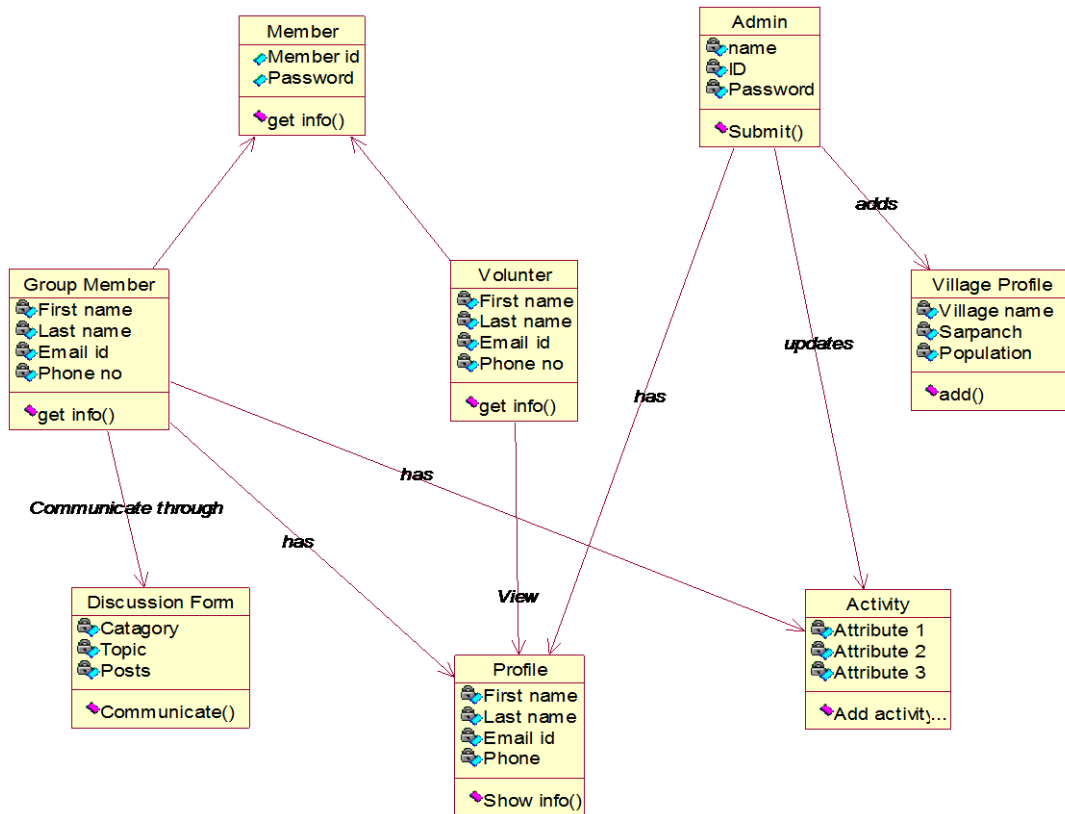 Member
Member id
Password
get info()
Admin
name
ID
Password
Submit()
adds
Group Member
First name
Last name
Email id
Phone no
get info()
Volunter
First name
Last name
Email id
Phone no
get info()
Village Profile
Village name
Sarpanch
Population
add()
updates
has
has
Communicate through
has
View
Discussion Form
Catagory
Topic
Posts
Communicate()
Profile
First name
Last name
Email id
Phone
Show info()
Activity
Attribute 1
Attribute 2
Attribute 3
Add activity...